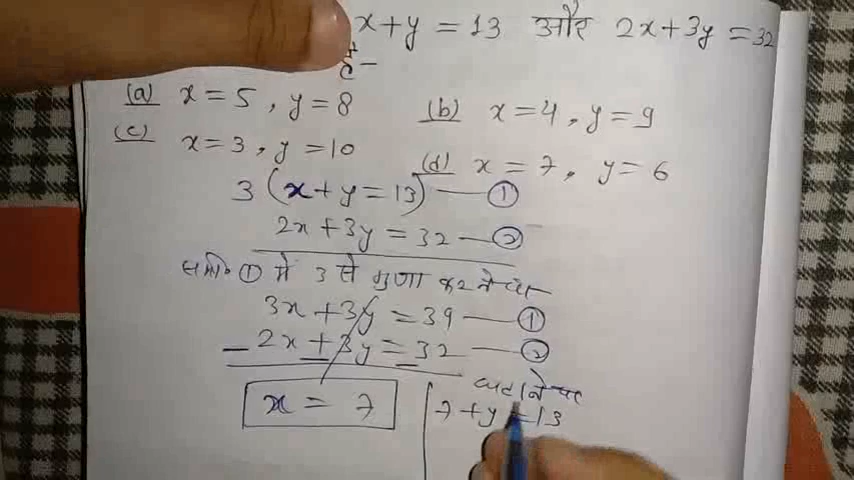 x+y = 13 और 2x+3y = 32
(a) x=5, y=8 (b) x=4, y=9
(c) x=3, y=10 (d) x=7, y=6
3 (x+y=13) — ①
2x+3y = 32 — ②
समी० ① में 3 से गुणा करने पर
3x+3y = 39 — ①
- 2x+3y = 32 — ②
घटाने पर
x = 7
7+y=13